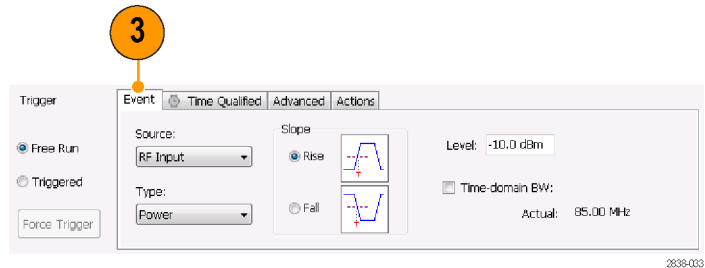 3
Trigger
Event Time Qualified Advanced Actions
Free Run
Triggered
Force Trigger
Source:
RF Input
Type:
Power
Slope
Rise
Fall
Level: -10.0 dBm
Time-domain BW:
Actual: 85.00 MHz
2838-033